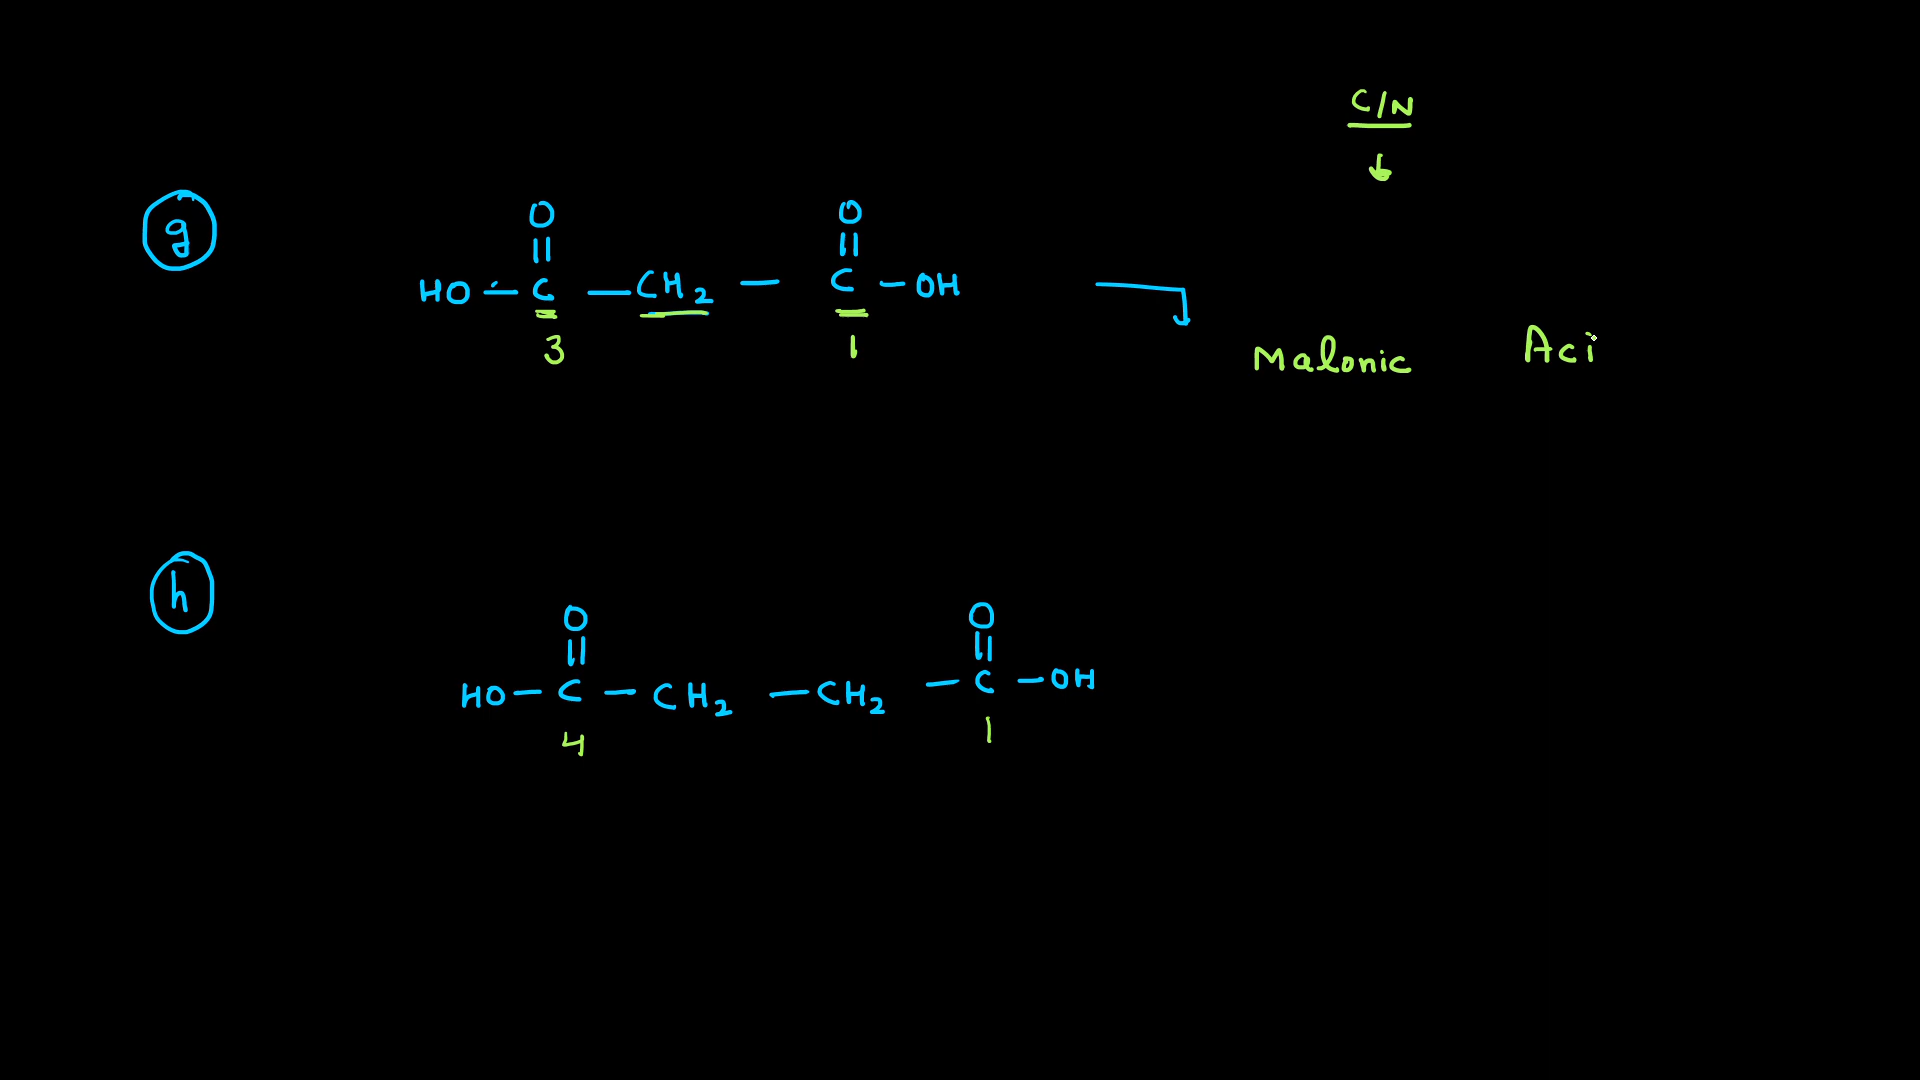 C/N
g
O O
HO - C - CH2 - C - OH
3 1
Malonic Aci
h
O O
HO - C - CH2 - CH2 - C - OH
4 1